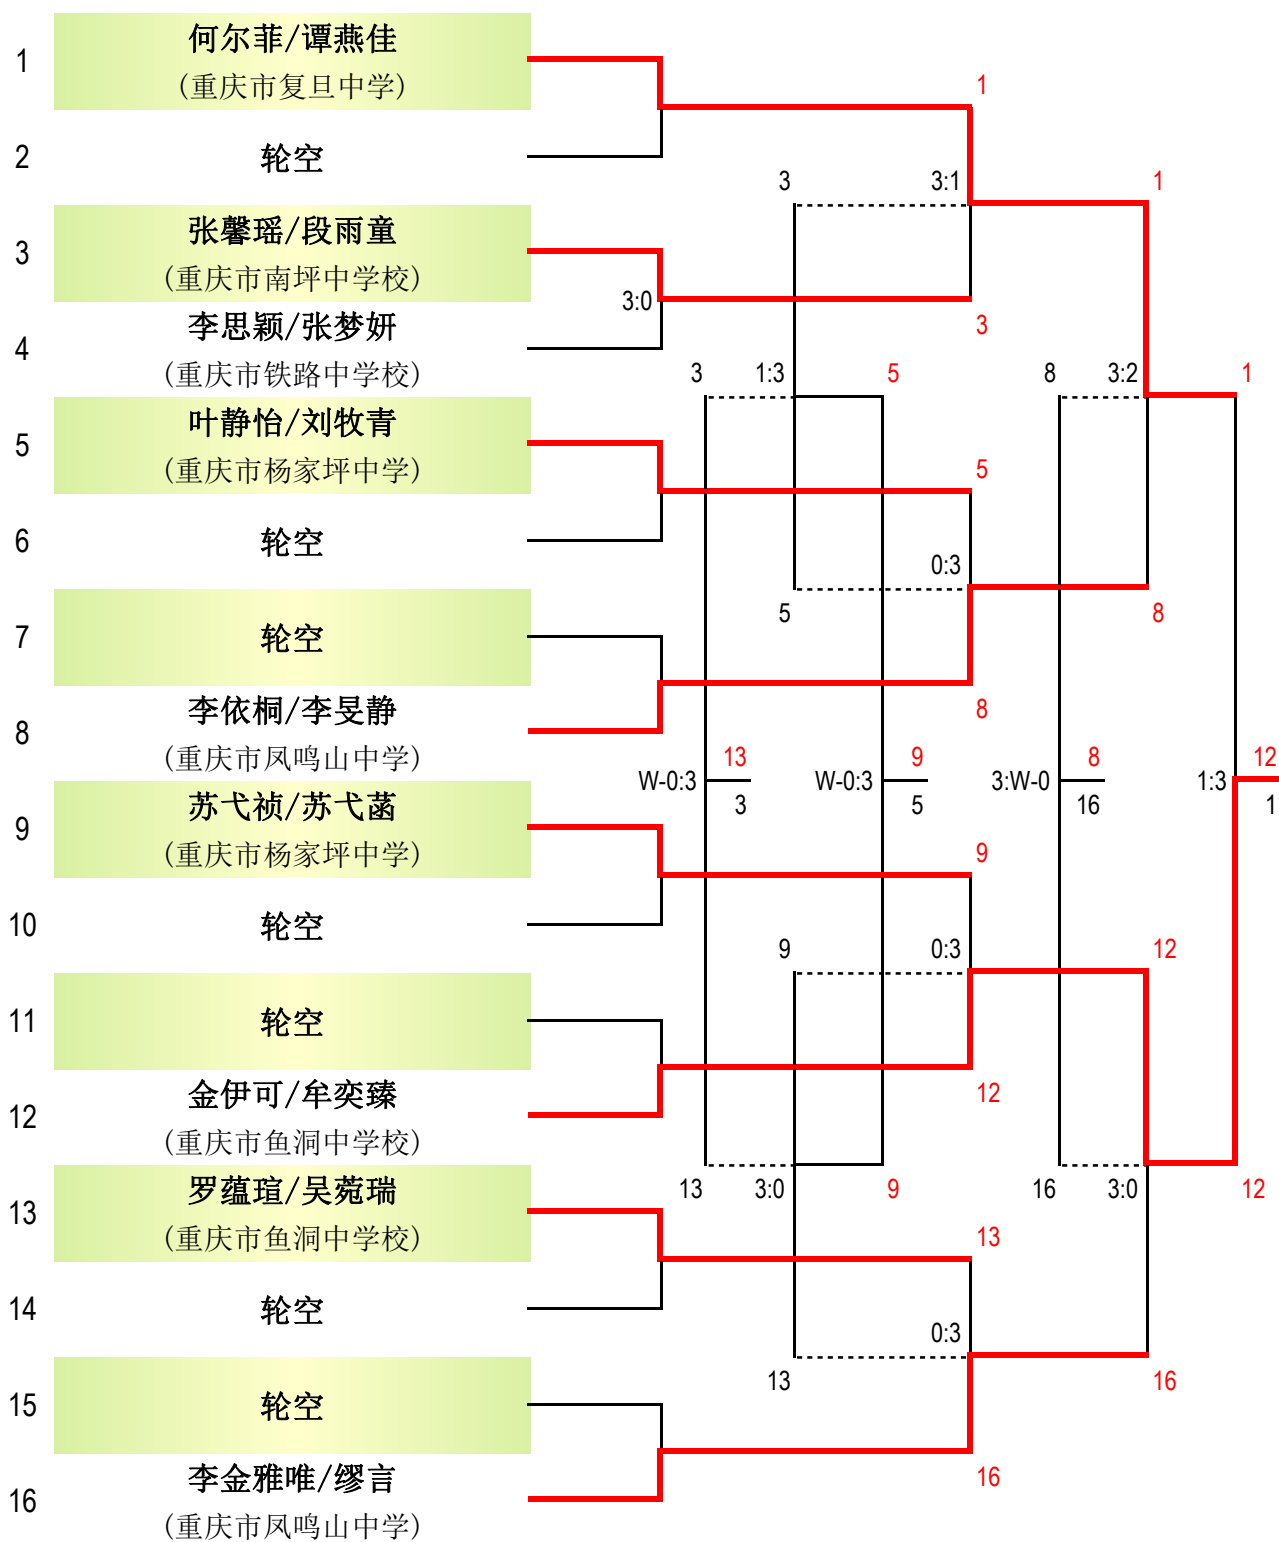 何尔菲/谭燕佳
1
(重庆市复旦中学)
1
2
轮空
3
3:1
1
张馨瑶/段雨童
3
(重庆市南坪中学校)
3:0
李思颖/张梦妍
3
4
(重庆市铁路中学校)
3
1:3
5
8
3:2
1
叶静怡/刘牧青
5
(重庆市杨家坪中学)
5
6
轮空
0:3
5
8
7
轮空
李依桐/李旻静
8
8
(重庆市凤鸣山中学)
13
9
8
12
W-0:3
W-0:3
3:W-0
1:3
3
5
16
1
苏弋祯/苏弋菡
9
(重庆市杨家坪中学)
9
10
轮空
9
0:3
12
11
轮空
金伊可/牟奕臻
12
12
(重庆市鱼洞中学校)
罗蕴瑄/吴菀瑞
13
3:0
9
16
3:0
12
13
(重庆市鱼洞中学校)
13
14
轮空
0:3
13
16
15
轮空
李金雅唯/缪言
16
16
(重庆市凤鸣山中学)